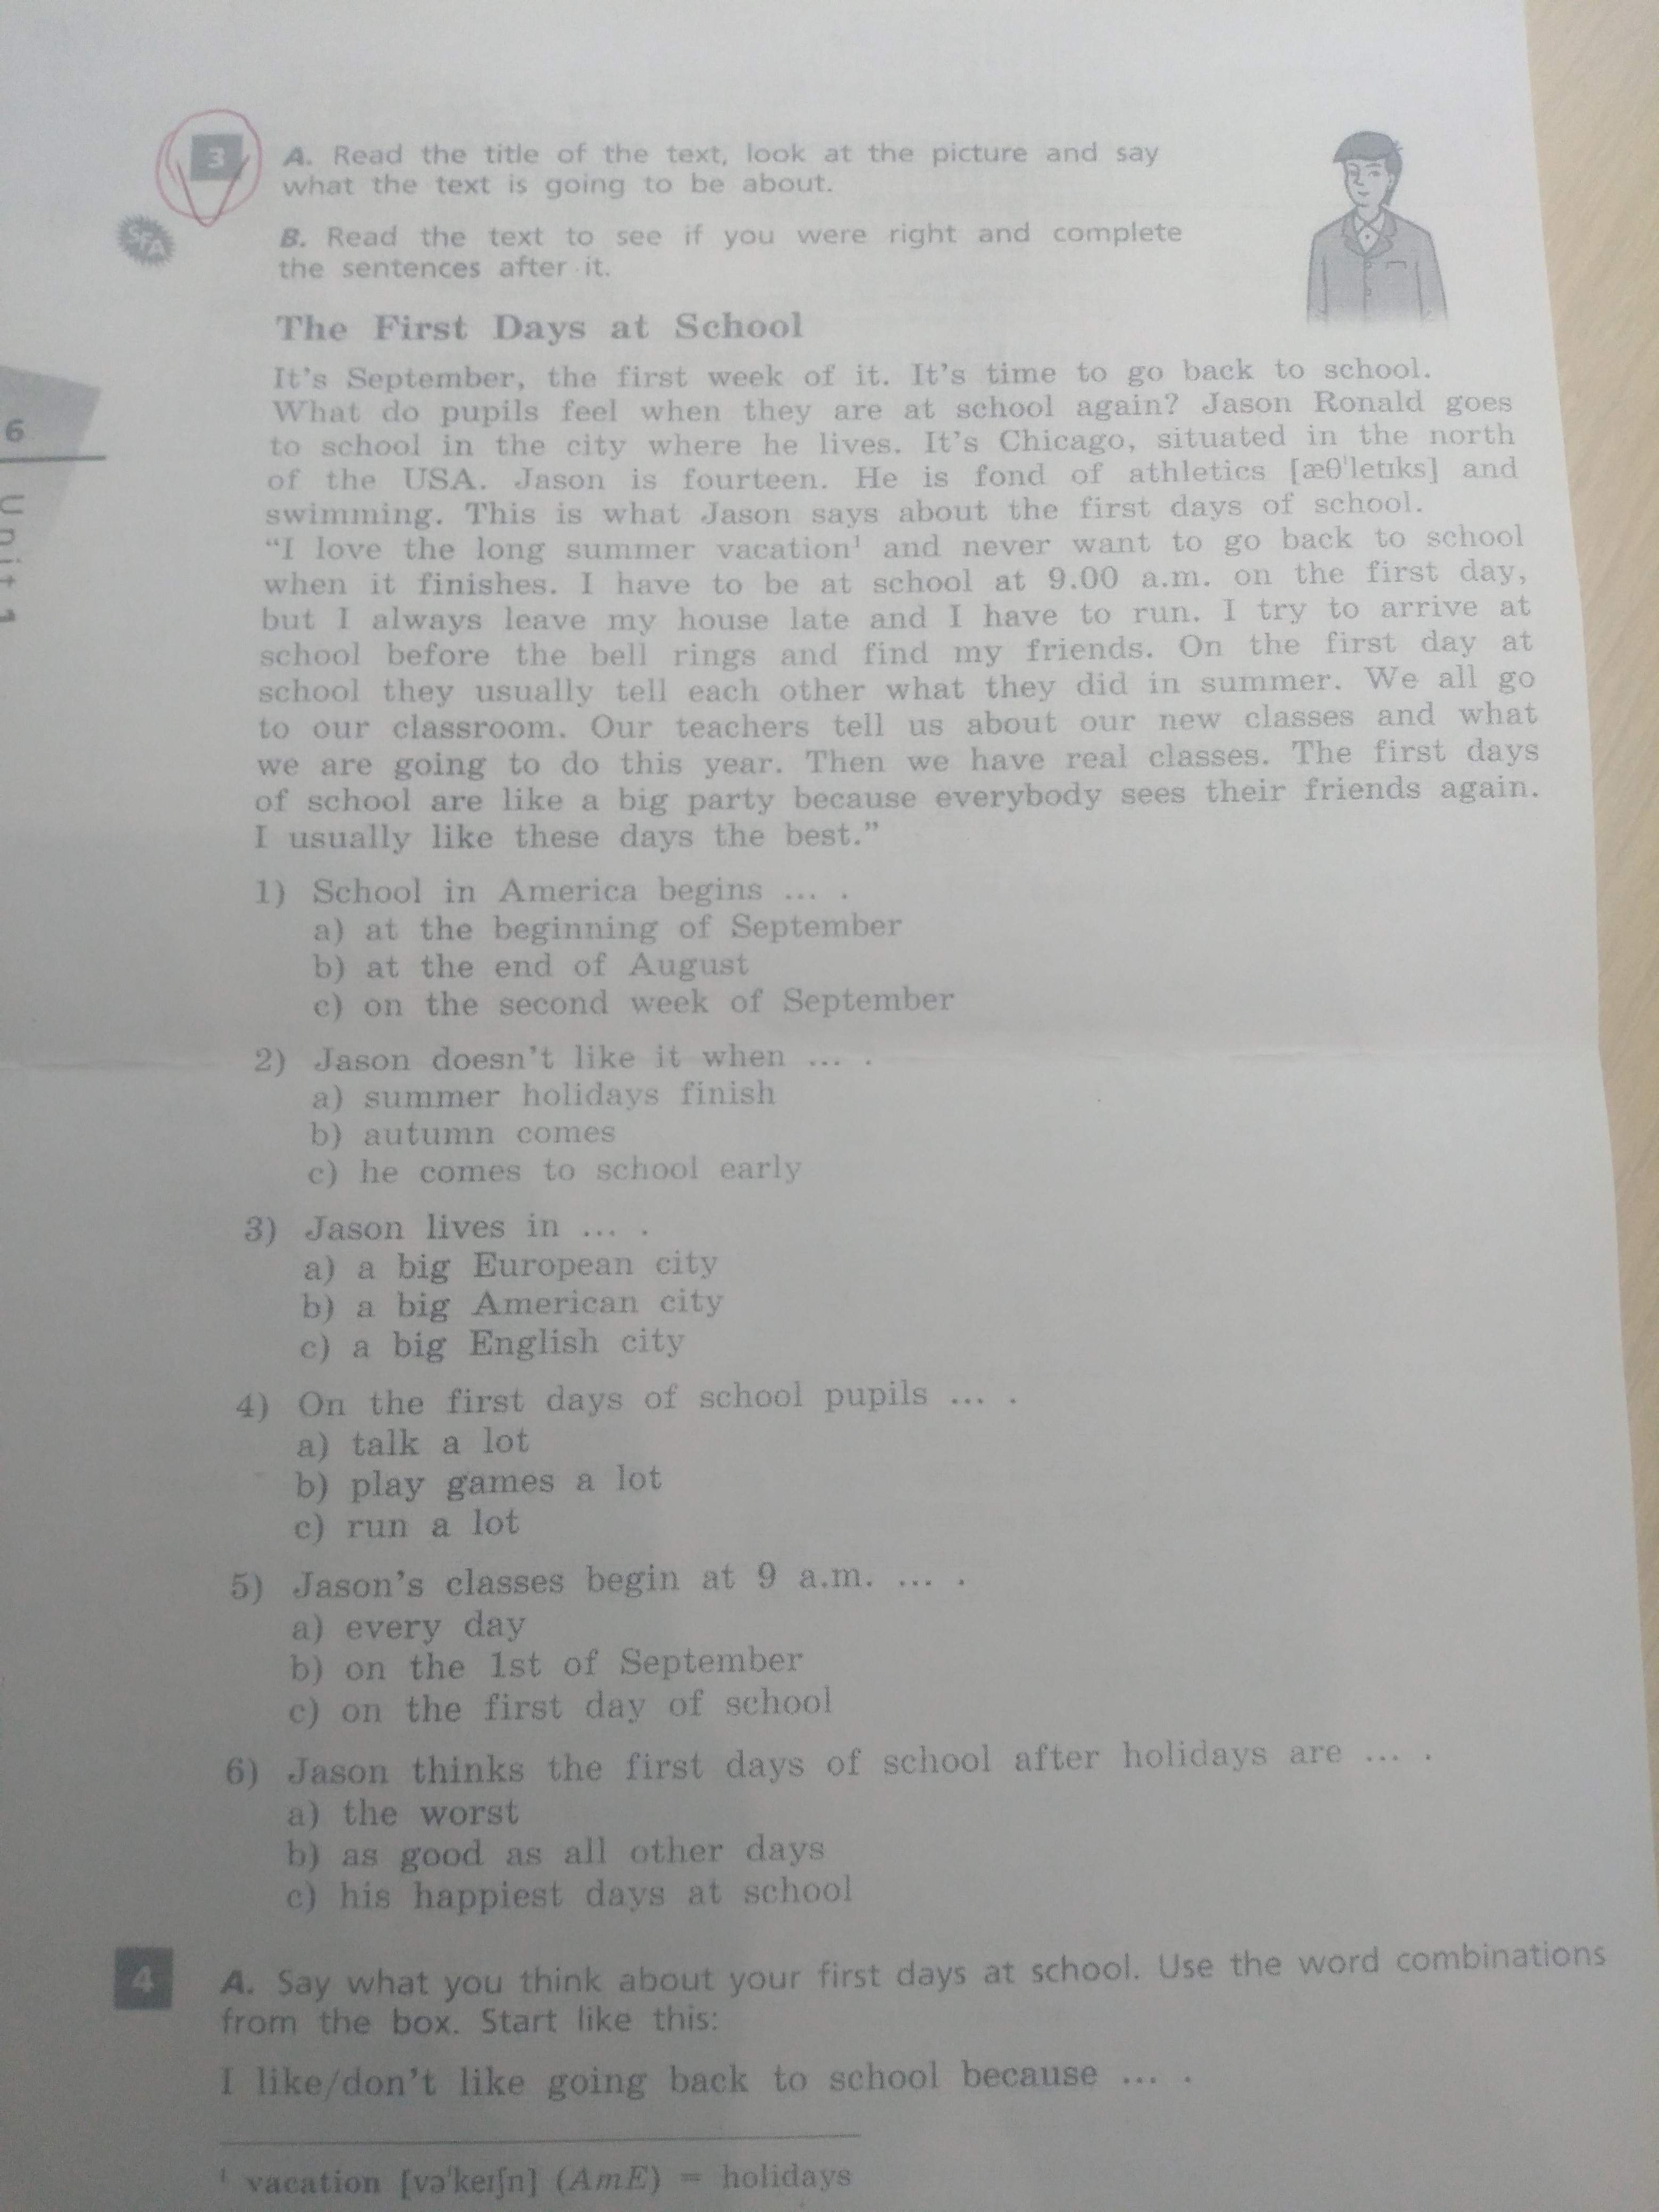 3
A. Read the title of the text, look at the picture and say
what the text is going to be about.
STA
B. Read the text to see if you were right and complete
the sentences after it.
The First Days at School
It's September, the first week of it. It's time to go back to school.
What do pupils feel when they are at school again? Jason Ronald goes
to school in the city where he lives. It's Chicago, situated in the north
of the USA. Jason is fourteen. He is fond of athletics [æθ'letıks] and
swimming. This is what Jason says about the first days of school.
“I love the long summer vacation¹ and never want to go back to school
when it finishes. I have to be at school at 9.00 a.m. on the first day,
but I always leave my house late and I have to run. I try to arrive at
school before the bell rings and find my friends. On the first day at
school they usually tell each other what they did in summer. We all go
to our classroom. Our teachers tell us about our new classes and what
we are going to do this year. Then we have real classes. The first days
of school are like a big party because everybody sees their friends again.
I usually like these days the best.”
6
Unit 1
1) School in America begins ... .
a) at the beginning of September
b) at the end of August
c) on the second week of September
2) Jason doesn't like it when ... .
a) summer holidays finish
b) autumn comes
c) he comes to school early
3) Jason lives in ... .
a) a big European city
b) a big American city
c) a big English city
4) On the first days of school pupils ... .
a) talk a lot
b) play games a lot
c) run a lot
5) Jason's classes begin at 9 a.m. ... .
a) every day
b) on the 1st of September
c) on the first day of school
6) Jason thinks the first days of school after holidays are ... .
a) the worst
b) as good as all other days
c) his happiest days at school
4
A. Say what you think about your first days at school. Use the word combinations
from the box. Start like this:
I like/don't like going back to school because ... .
¹ vacation [və'keıʃn] (AmE) = holidays